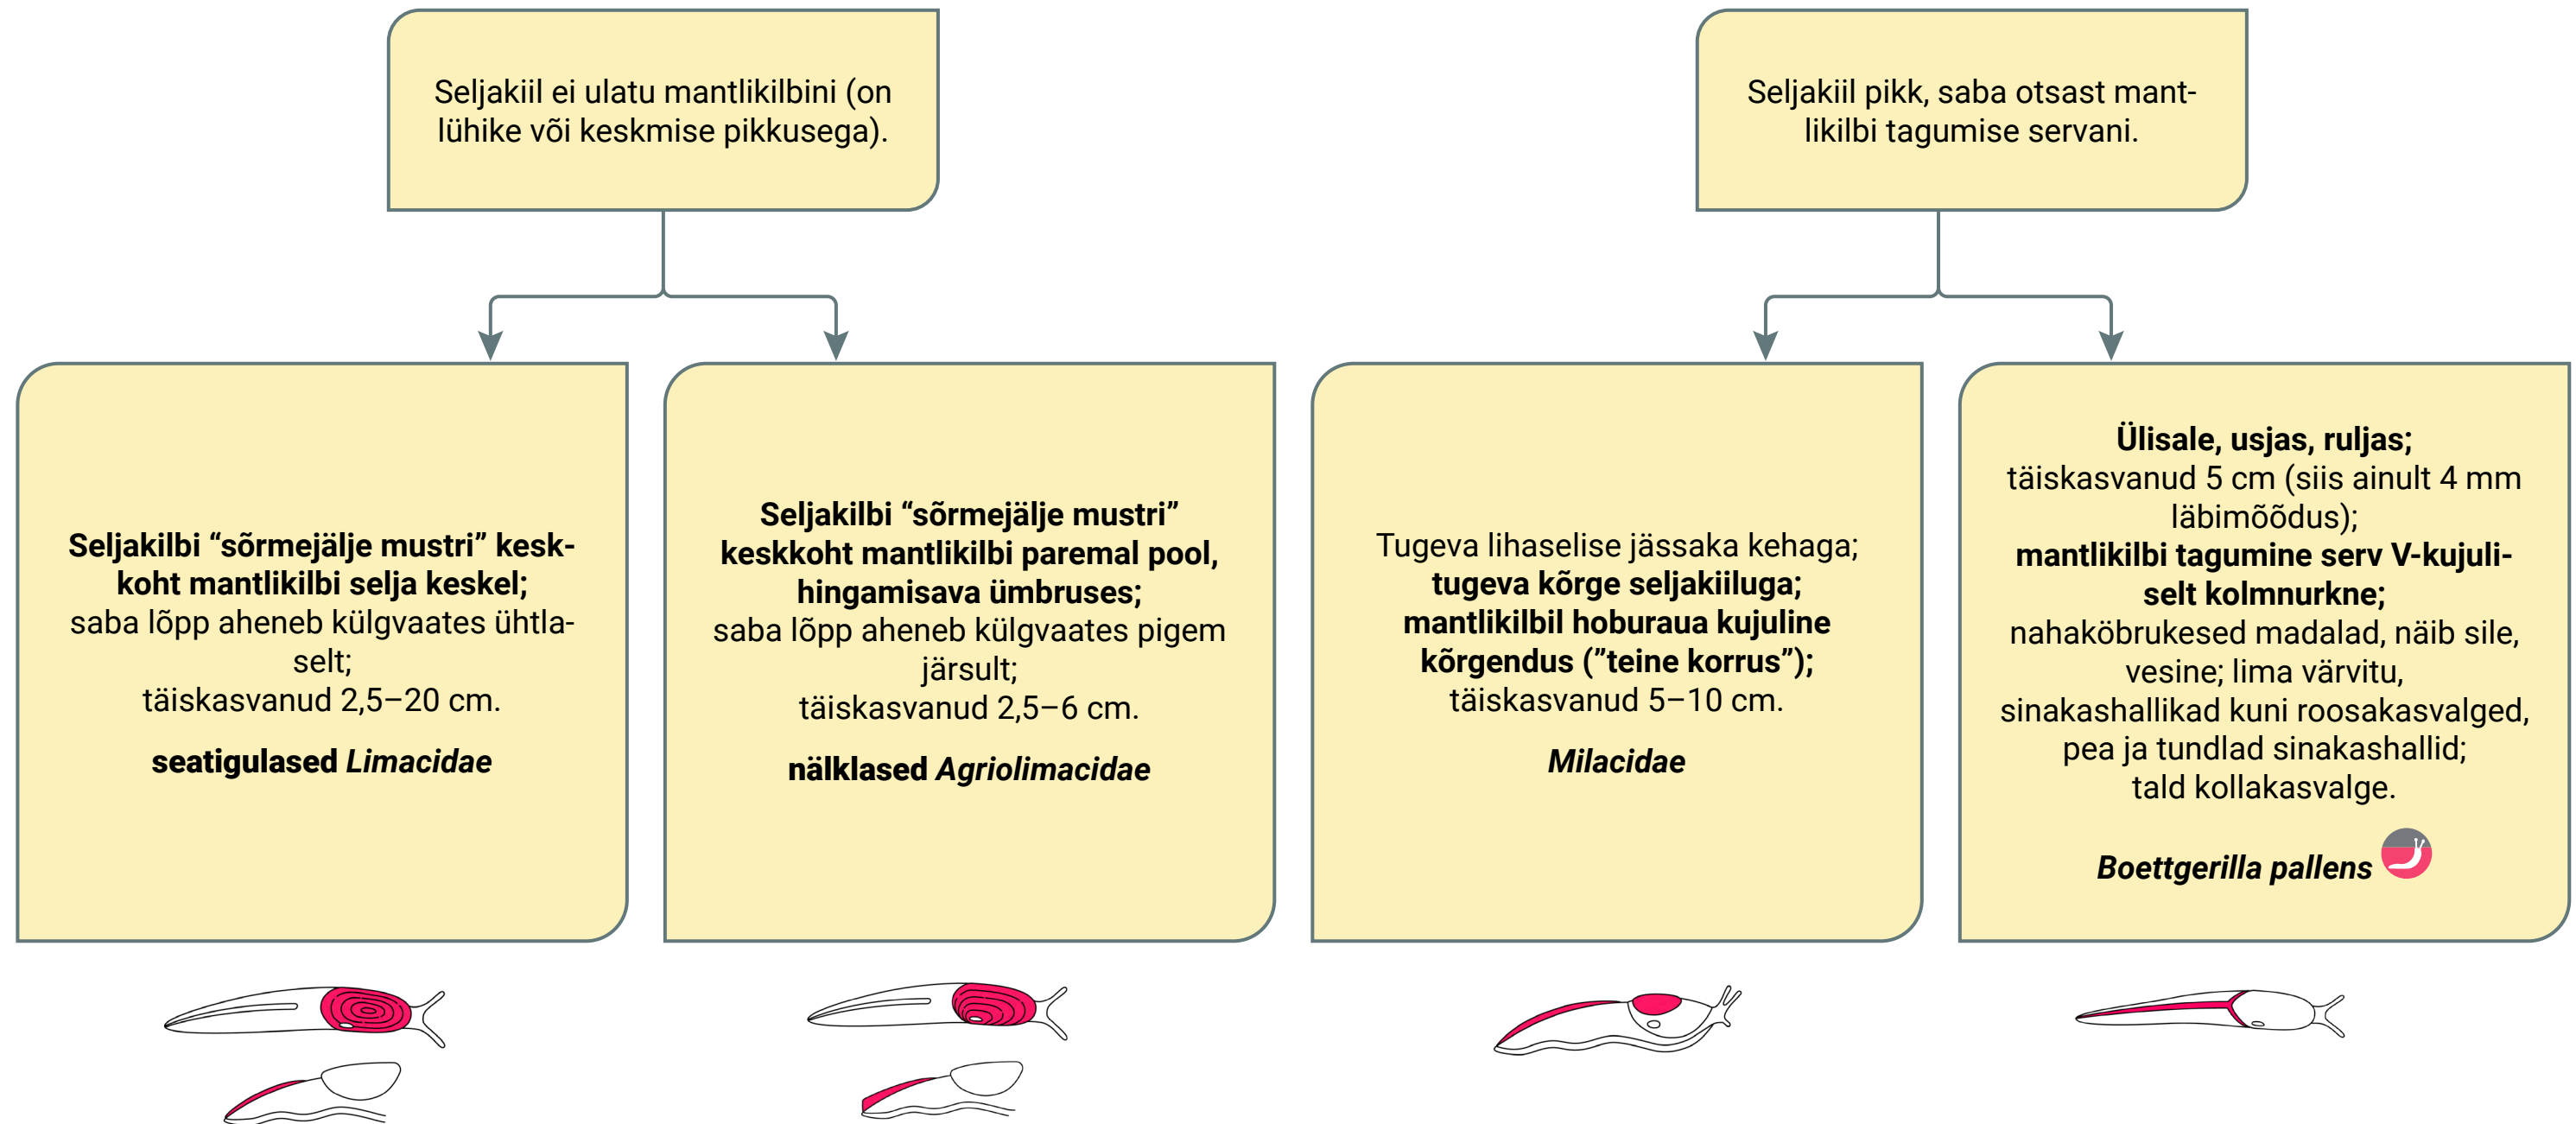 Seljakiil ei ulatu mantlikilbini (on
lühike või keskmise pikkusega).
Seljakiil pikk, saba otsast mant-
likilbi tagumise servani.
Seljakilbi “sõrmejälje mustri” kesk-
koht mantlikilbi selja keskel;
saba lõpp aheneb külgvaates ühtla-
selt;
täiskasvanud 2,5–20 cm.
seatigulased Limacidae
Seljakilbi “sõrmejälje mustri”
keskkoht mantlikilbi paremal pool,
hingamisava ümbruses;
saba lõpp aheneb külgvaates pigem
järsult;
täiskasvanud 2,5–6 cm.
nälklased Agriolimacidae
Tugeva lihaselise jässaka kehaga;
tugeva kõrge seljakiiluga;
mantlikilbil hoburaua kujuline
kõrgendus (”teine korrus”);
täiskasvanud 5–10 cm.
Milacidae
Ülisale, usjas, ruljas;
täiskasvanud 5 cm (siis ainult 4 mm
läbimõõdus);
mantlikilbi tagumine serv V-kujuli-
selt kolmnurkne;
nahaköbrukesed madalad, näib sile,
vesine; lima värvitu,
sinakashallikad kuni roosakasvalged,
pea ja tundlad sinakashallid;
tald kollakasvalge.
Boettgerilla pallens